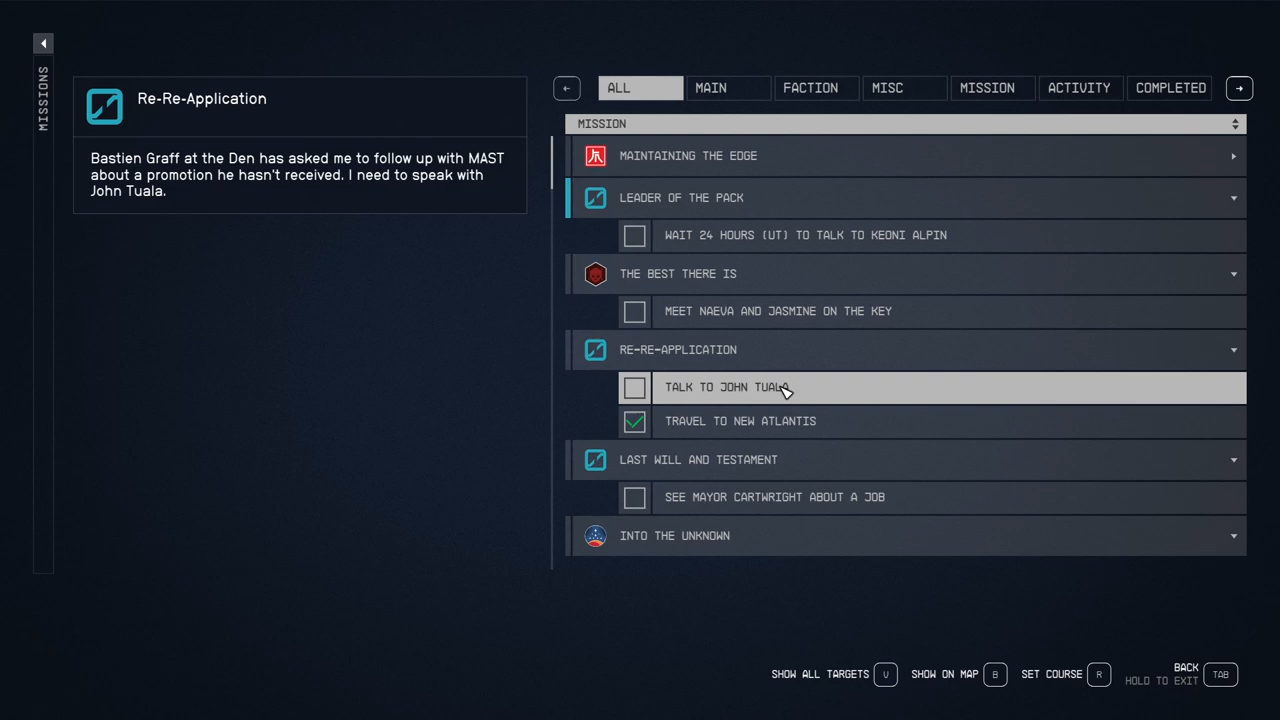 MISSIONS
Re-Re-Application
Bastien Graff at the Den has asked me to follow up with MAST
about a promotion he hasn't received. I need to speak with
John Tuala.
ALL MAIN FACTION MISC MISSION ACTIVITY COMPLETED
MISSION
MAINTAINING THE EDGE
LEADER OF THE PACK
WAIT 24 HOURS (UT) TO TALK TO KEONI ALPIN
THE BEST THERE IS
MEET NAEVA AND JASMINE ON THE KEY
RE-RE-APPLICATION
TALK TO JOHN TUALA
TRAVEL TO NEW ATLANTIS
LAST WILL AND TESTAMENT
SEE MAYOR CARTWRIGHT ABOUT A JOB
INTO THE UNKNOWN
SHOW ALL TARGETS V SHOW ON MAP B SET COURSE R BACK TAB
HOLD TO EXIT